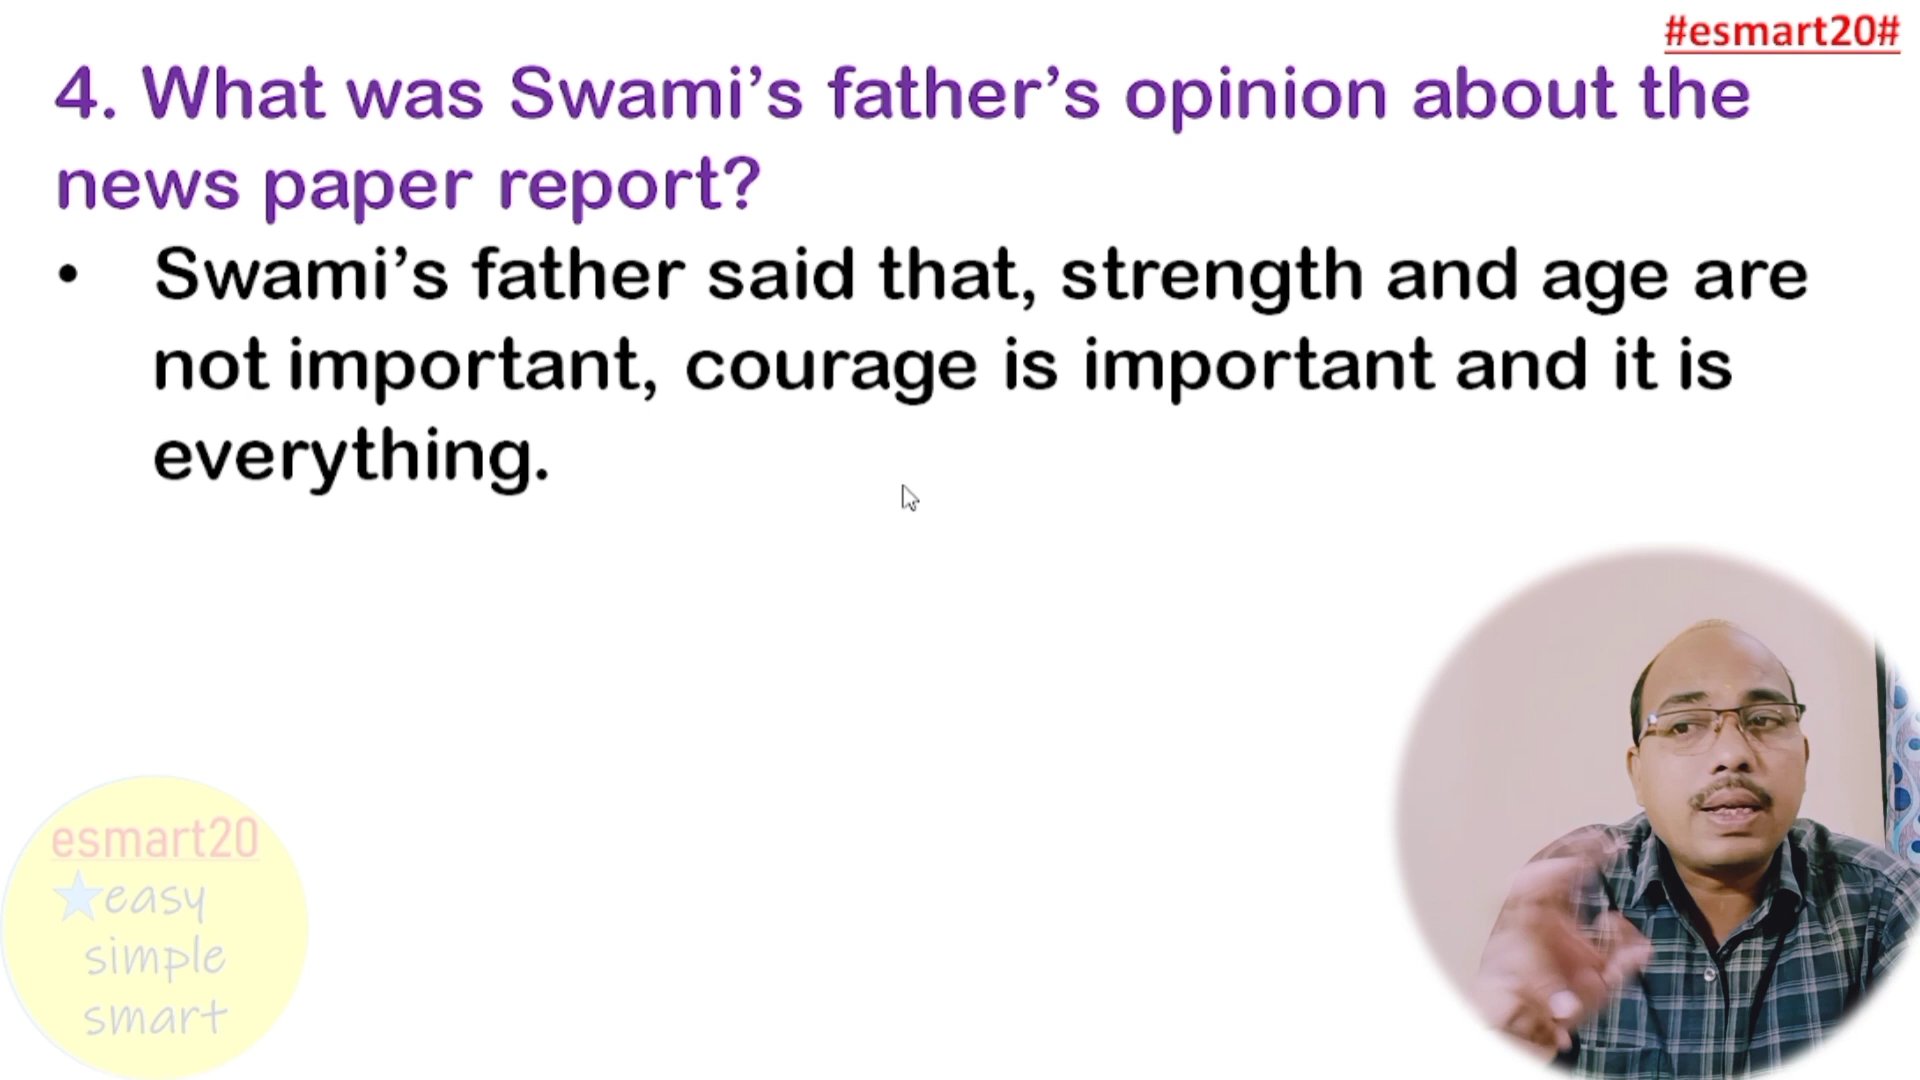 #esmart20#
4. What was Swami’s father’s opinion about the
news paper report?
• Swami’s father said that, strength and age are
not important, courage is important and it is
everything.
esmart20
easy
simple
smart